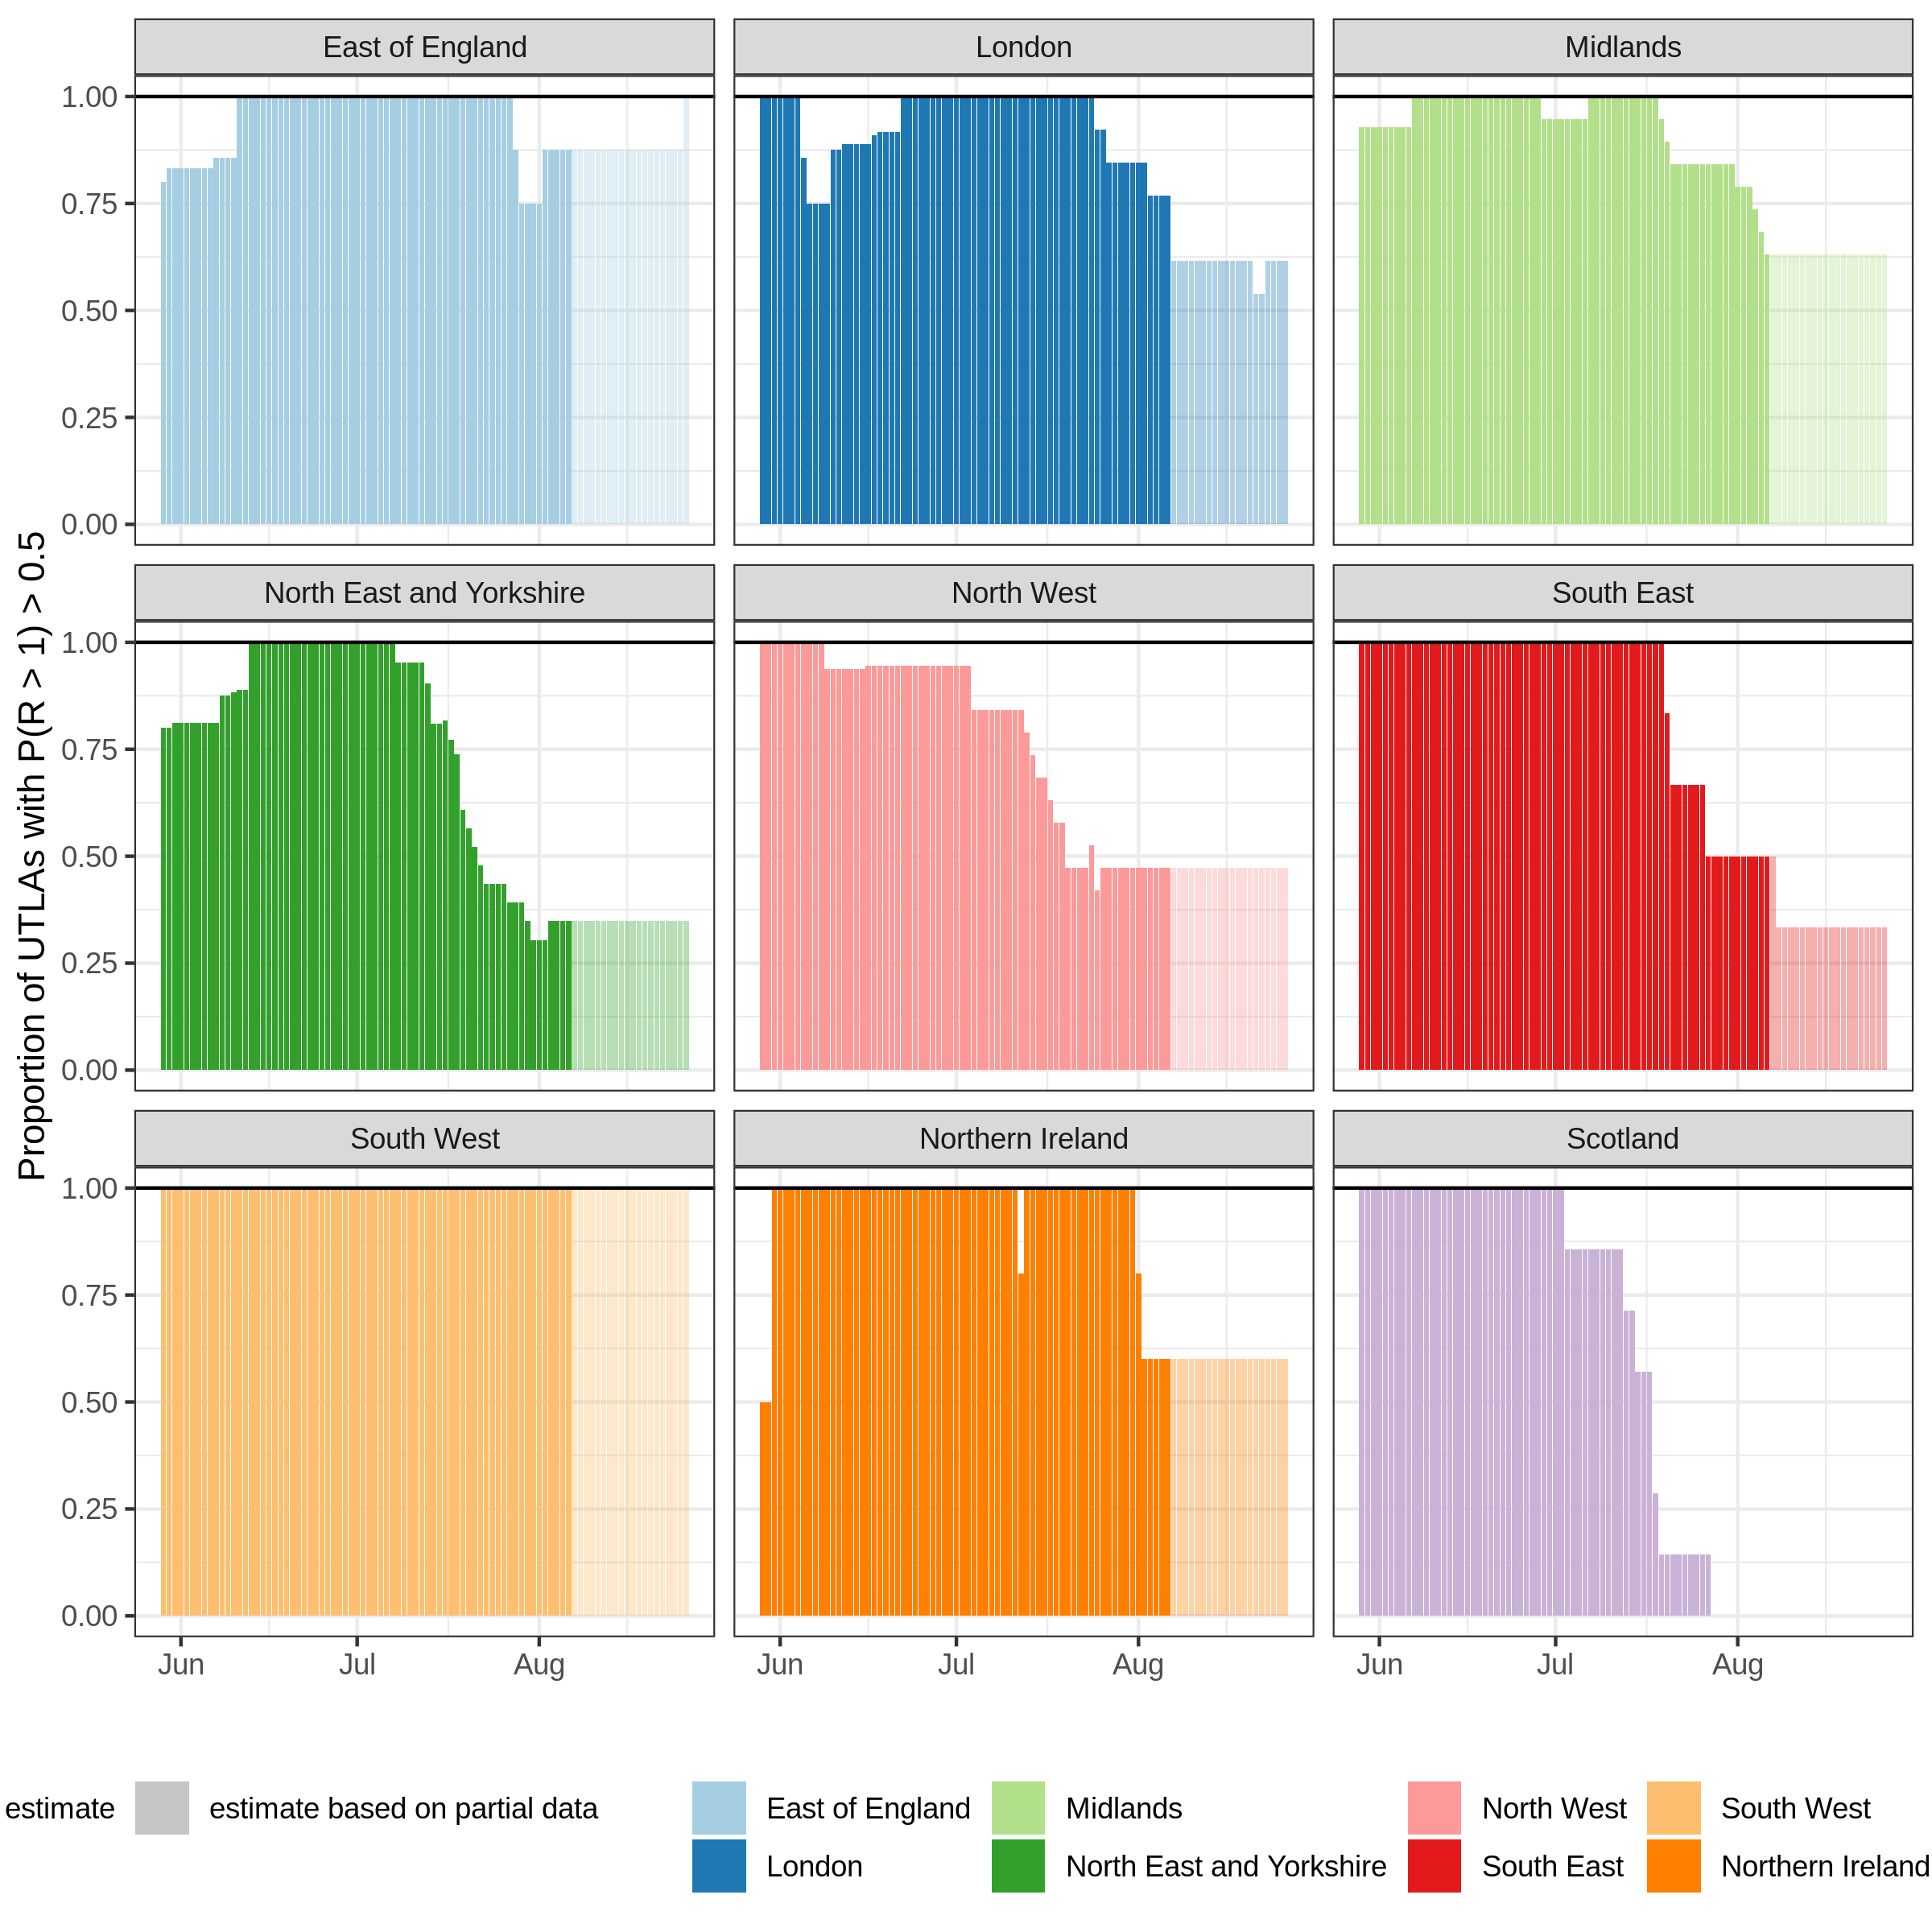 East of England London Midlands
1.00
0.75
0.50
0.25
0.00
North East and Yorkshire North West South East
1.00
0.75
0.50
0.25
0.00
South West Northern Ireland Scotland
1.00
0.75
0.50
0.25
0.00
Jun Jul Aug Jun Jul Aug Jun Jul Aug
Proportion of UTLAs with P(R > 1) > 0.5
estimate estimate based on partial data East of England Midlands North West South West
London North East and Yorkshire South East Northern Ireland